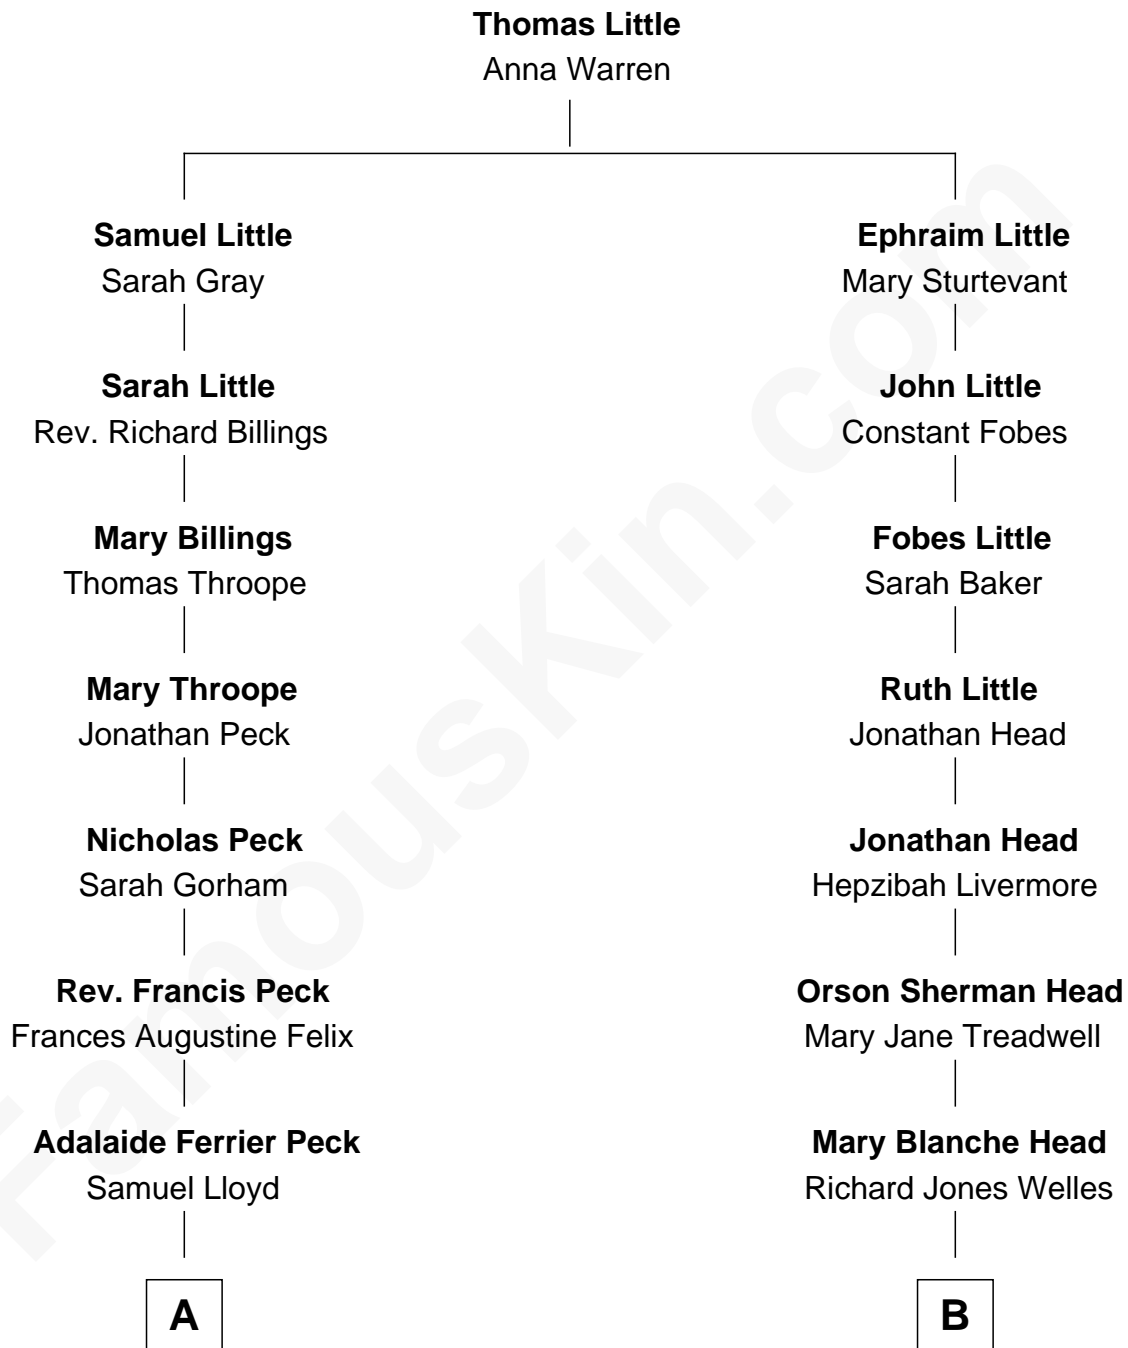 Thomas Little
Anna Warren
Samuel Little
Sarah Gray
Ephraim Little
Mary Sturtevant
Sarah Little
Rev. Richard Billings
John Little
Constant Fobes
Mary Billings
Thomas Throope
Fobes Little
Sarah Baker
Mary Throope
Jonathan Peck
Ruth Little
Jonathan Head
Nicholas Peck
Sarah Gorham
Jonathan Head
Hepzibah Livermore
Rev. Francis Peck
Frances Augustine Felix
Orson Sherman Head
Mary Jane Treadwell
Adalaide Ferrier Peck
Samuel Lloyd
Mary Blanche Head
Richard Jones Welles
A
B
FamousKin.com